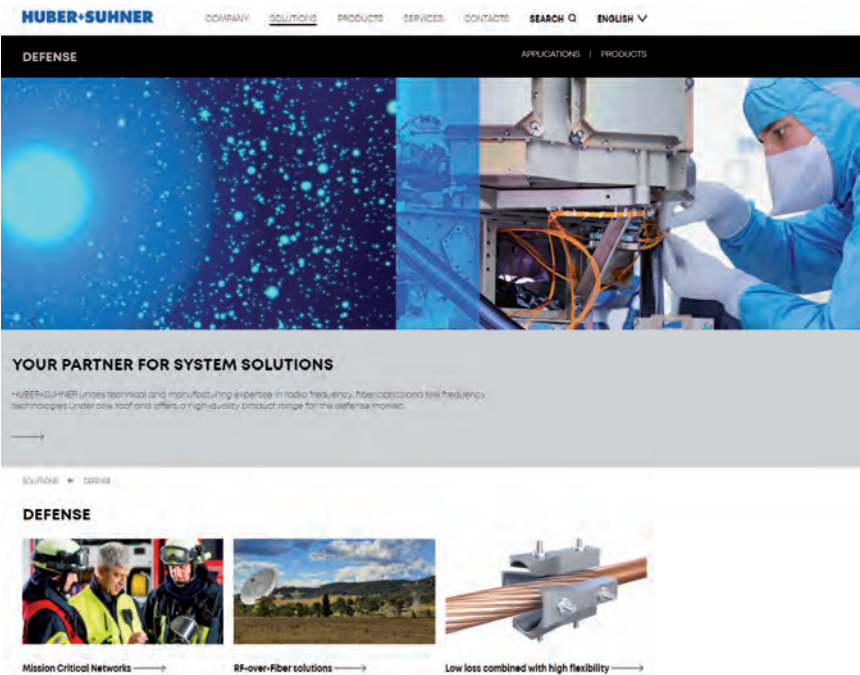 HUBER+SUHNER
COMPANY SOLUTIONS PRODUCTS SERVICES CONTACTS SEARCH ENGLISH
DEFENSE
APPLICATIONS | PRODUCTS
YOUR PARTNER FOR SYSTEM SOLUTIONS
HUBER+SUHNER unites technical and manufacturing expertise in radio frequency, fiber optics and low frequency
technologies under one roof and offers a high-quality product range for the defense market.
SOLUTIONS DEFENSE
DEFENSE
Mission Critical Networks
RF-over-Fiber solutions
Low loss combined with high flexibility